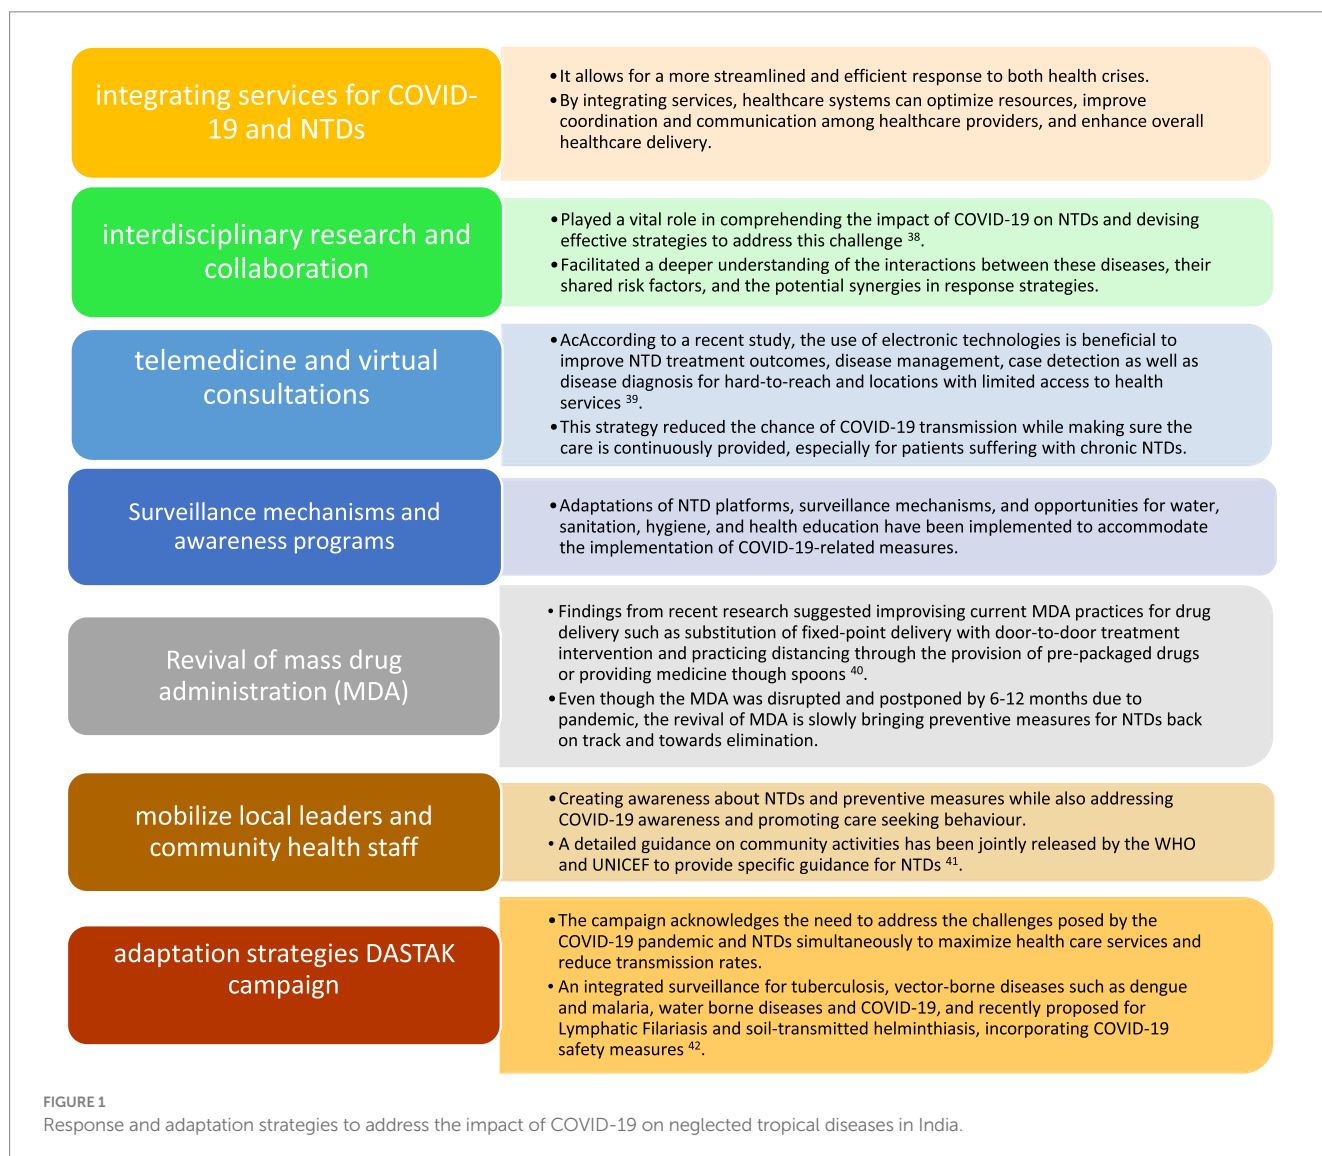 integrating services for COVID-
19 and NTDs
•It allows for a more streamlined and efficient response to both health crises.
•By integrating services, healthcare systems can optimize resources, improve
coordination and communication among healthcare providers, and enhance overall
healthcare delivery.
interdisciplinary research and
collaboration
•Played a vital role in comprehending the impact of COVID-19 on NTDs and devising
effective strategies to address this challenge 38.
•Facilitated a deeper understanding of the interactions between these diseases, their
shared risk factors, and the potential synergies in response strategies.
telemedicine and virtual
consultations
•AcAccording to a recent study, the use of electronic technologies is beneficial to
improve NTD treatment outcomes, disease management, case detection as well as
disease diagnosis for hard-to-reach and locations with limited access to health
services 39.
•This strategy reduced the chance of COVID-19 transmission while making sure the
care is continuously provided, especially for patients suffering with chronic NTDs.
Surveillance mechanisms and
awareness programs
•Adaptations of NTD platforms, surveillance mechanisms, and opportunities for water,
sanitation, hygiene, and health education have been implemented to accommodate
the implementation of COVID-19-related measures.
Revival of mass drug
administration (MDA)
• Findings from recent research suggested improvising current MDA practices for drug
delivery such as substitution of fixed-point delivery with door-to-door treatment
intervention and practicing distancing through the provision of pre-packaged drugs
or providing medicine though spoons 40.
•Even though the MDA was disrupted and postponed by 6-12 months due to
pandemic, the revival of MDA is slowly bringing preventive measures for NTDs back
on track and towards elimination.
mobilize local leaders and
community health staff
•Creating awareness about NTDs and preventive measures while also addressing
COVID-19 awareness and promoting care seeking behaviour.
• A detailed guidance on community activities has been jointly released by the WHO
and UNICEF to provide specific guidance for NTDs 41.
adaptation strategies DASTAK
campaign
•The campaign acknowledges the need to address the challenges posed by the
COVID-19 pandemic and NTDs simultaneously to maximize health care services and
reduce transmission rates.
• An integrated surveillance for tuberculosis, vector-borne diseases such as dengue
and malaria, water borne diseases and COVID-19, and recently proposed for
Lymphatic Filariasis and soil-transmitted helminthiasis, incorporating COVID-19
safety measures 42.
FIGURE 1
Response and adaptation strategies to address the impact of COVID-19 on neglected tropical diseases in India.